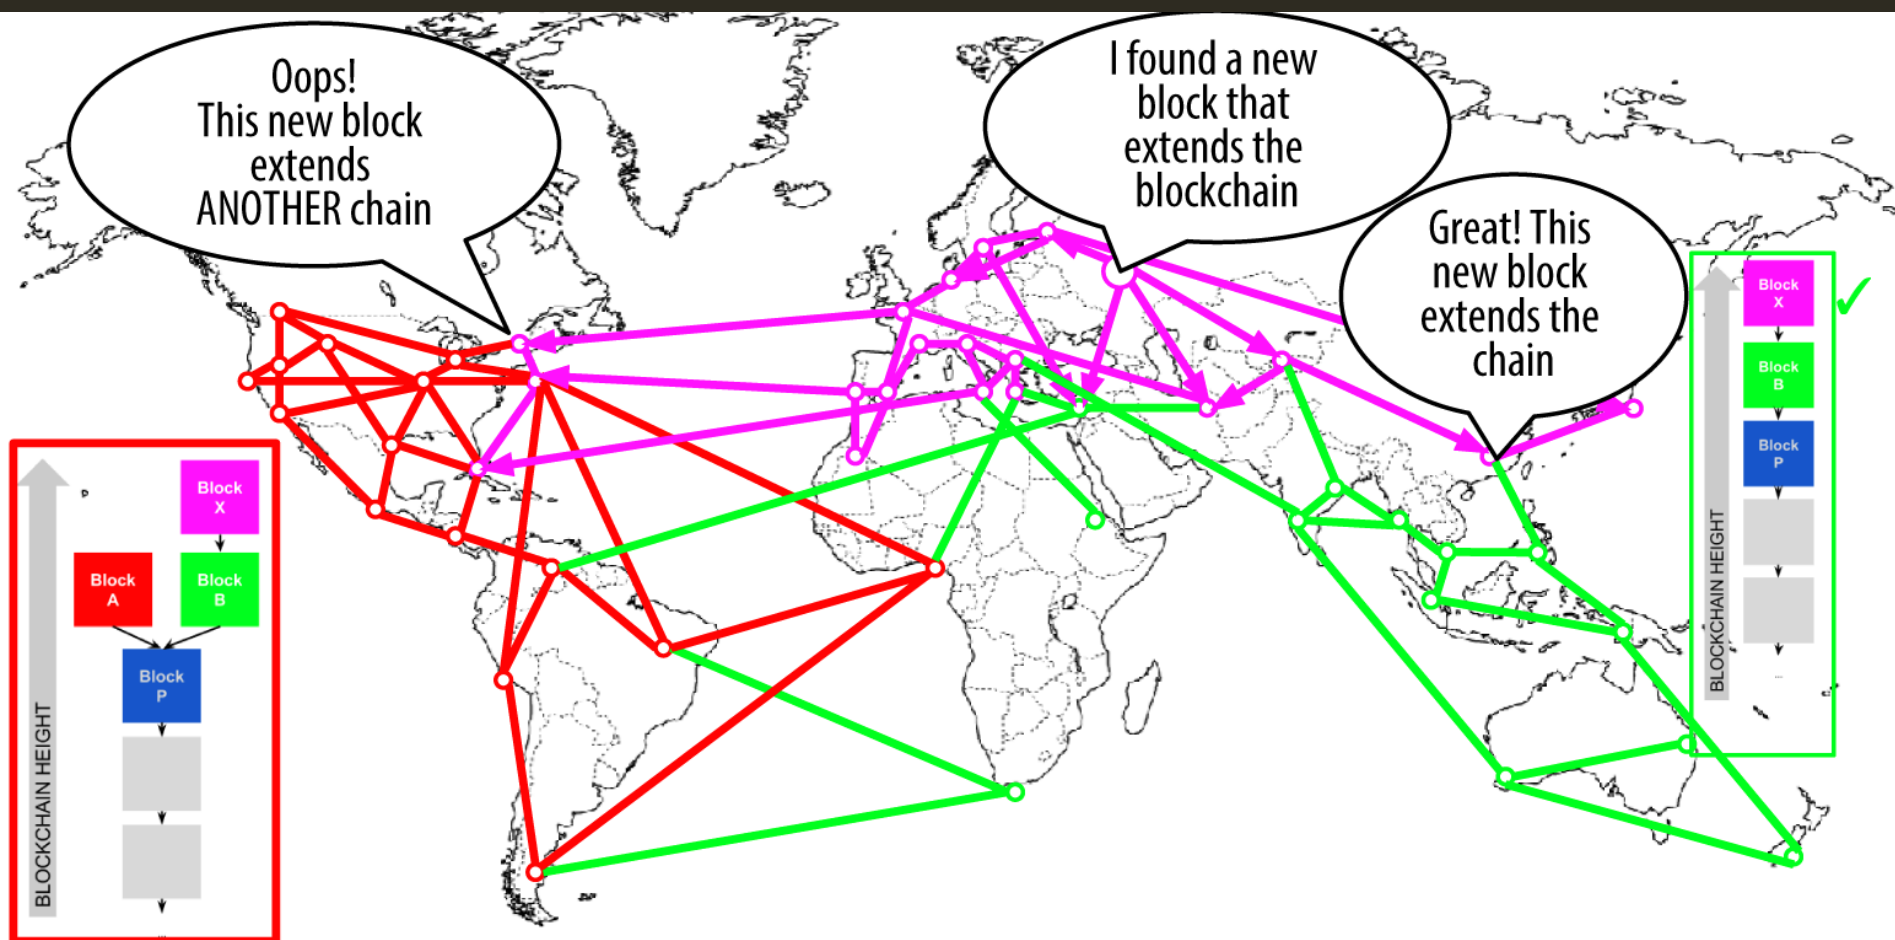 Oops!
This new block
extends
ANOTHER chain
I found a new
block that
extends the
blockchain
Great! This
new block
extends the
chain
Block
X
Block
B
Block
P
...
BLOCKCHAIN HEIGHT
Block
X
Block
A
Block
B
Block
P
...
BLOCKCHAIN HEIGHT